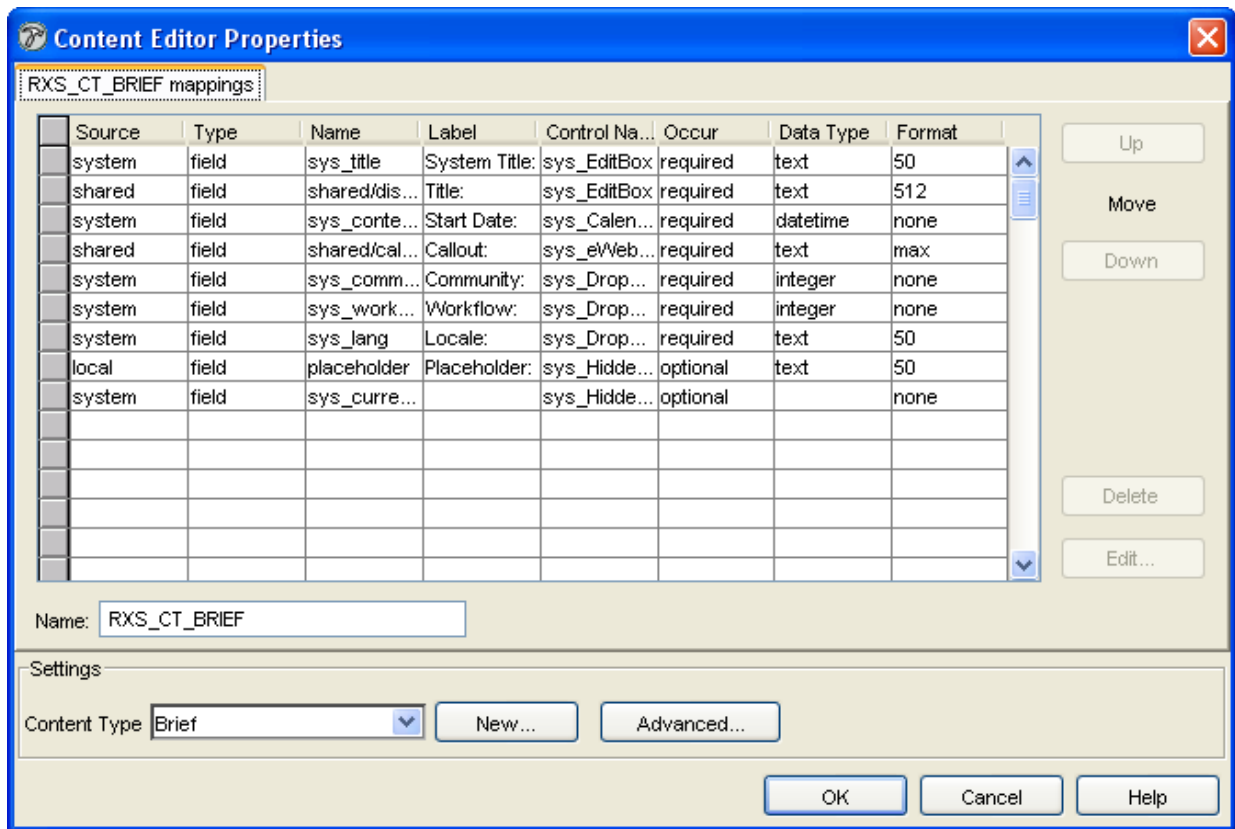 Content Editor Properties
RXS_CT_BRIEF mappings
Source Type Name Label Control Na... Occur Data Type Format
system field sys_title System Title: sys_EditBox required text 50
shared field shared/dis... Title: sys_EditBox required text 512
system field sys_conte... Start Date: sys_Calen... required datetime none
shared field shared/cal... Callout: sys_eWeb... required text max
system field sys_comm... Community: sys_Drop... required integer none
system field sys_work... Workflow: sys_Drop... required integer none
system field sys_lang Locale: sys_Drop... required text 50
local field placeholder Placeholder: sys_Hidde... optional text 50
system field sys_curre... sys_Hidde... optional none
Up
Move
Down
Delete
Edit...
Name: RXS_CT_BRIEF
Settings
Content Type Brief New... Advanced...
OK Cancel Help